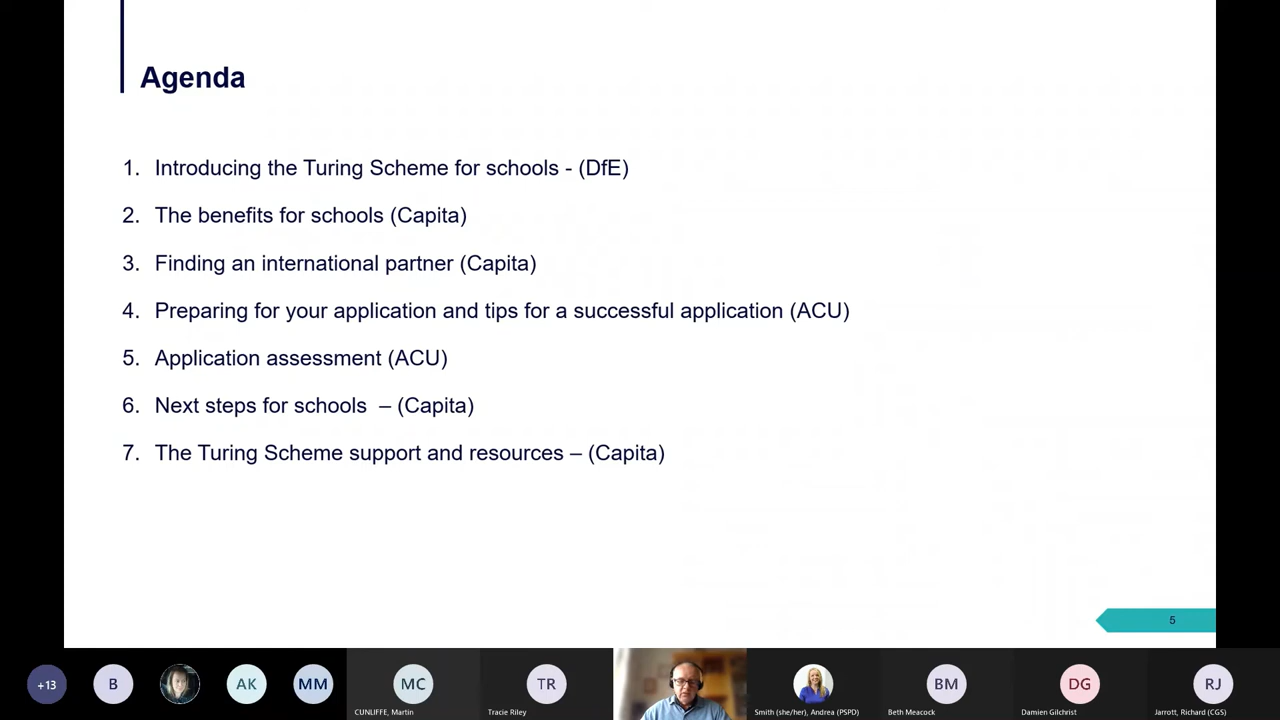 Agenda
1. Introducing the Turing Scheme for schools - (DfE)
2. The benefits for schools (Capita)
3. Finding an international partner (Capita)
4. Preparing for your application and tips for a successful application (ACU)
5. Application assessment (ACU)
6. Next steps for schools – (Capita)
7. The Turing Scheme support and resources – (Capita)
5
+13
B
AK
MM
MC
TR
BM
DG
RJ
CUNLIFFE, Martin
Tracie Riley
Smith (she/her), Andrea (PSPD)
Beth Meacock
Damien Gilchrist
Jarrott, Richard (CGS)